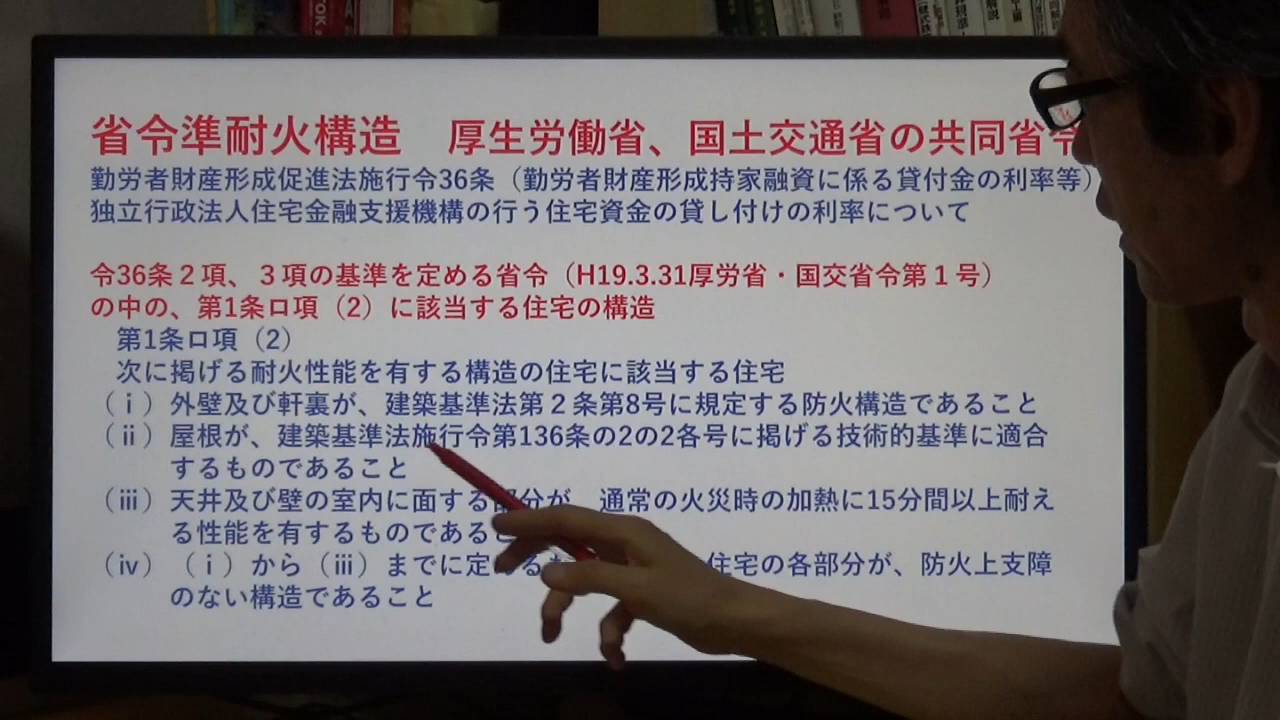 省令準耐火構造　厚生労働省、国土交通省の共同省令
勤労者財産形成促進法施行令36条（勤労者財産形成持家融資に係る貸付金の利率等）
独立行政法人住宅金融支援機構の行う住宅資金の貸し付けの利率について
令36条２項、３項の基準を定める省令（H19.3.31厚労省・国交省令第１号）
の中の、第1条ロ項（2）に該当する住宅の構造
第1条ロ項（2）
次に掲げる耐火性能を有する構造の住宅に該当する住宅
（ⅰ）外壁及び軒裏が、建築基準法第２条第8号に規定する防火構造であること
（ⅱ）屋根が、建築基準法施行令第136条の2の2各号に掲げる技術的基準に適合
するものであること
（ⅲ）天井及び壁の室内に面する部分が、通常の火災時の加熱に15分間以上耐え
る性能を有するものであること
（ⅳ）（ⅰ）から（ⅲ）までに定める 住宅の各部分が、防火上支障
のない構造であること